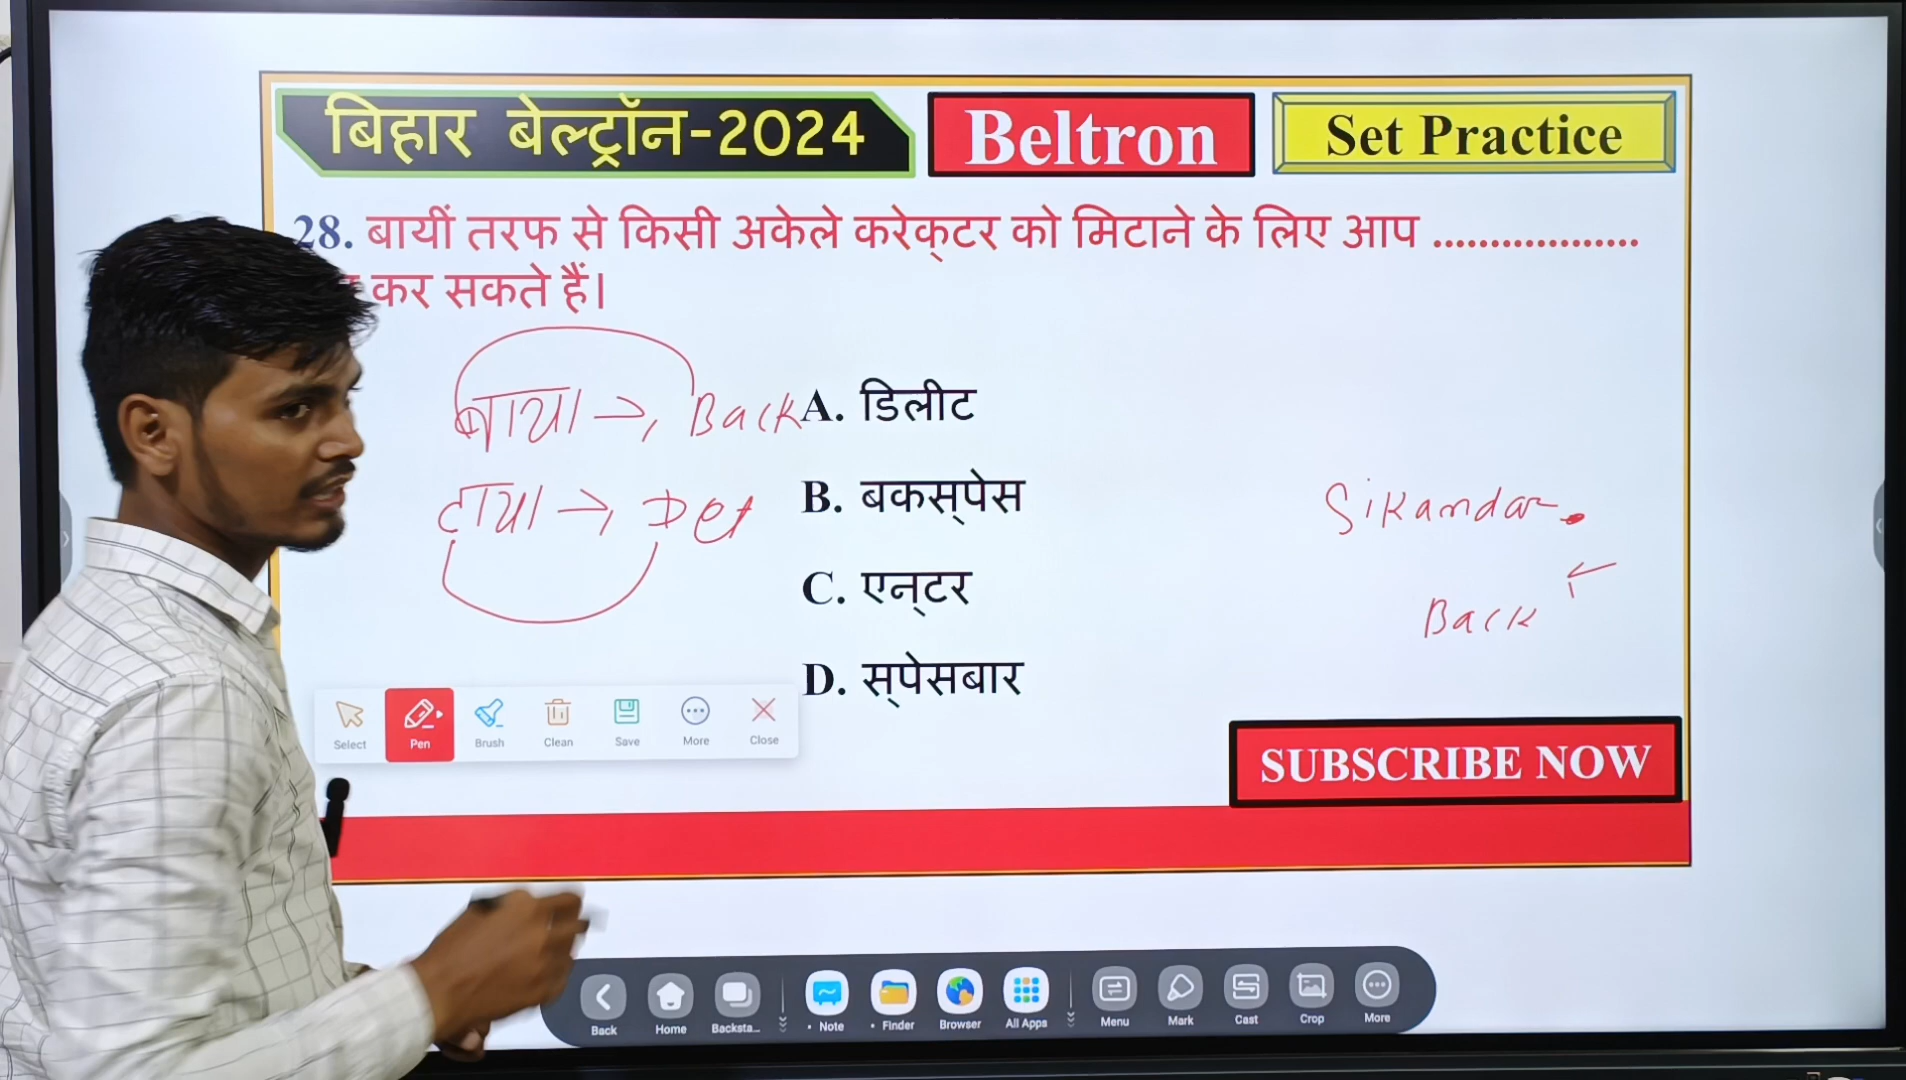 बिहार बेल्ट्रॉन-2024 Beltron Set Practice
28. बायीं तरफ से किसी अकेले करेक्टर को मिटाने के लिए आप ..................
कर सकते हैं।
बाया → Back
A. डिलीट
दाया → Del
B. बकस्पेस
Sikandar
C. एन्टर
Back
D. स्पेसबार
Select Pen Brush Clean Save More Close
SUBSCRIBE NOW
Back Home Backsta... Note Finder Browser All Apps Menu Mark Cast Crop More